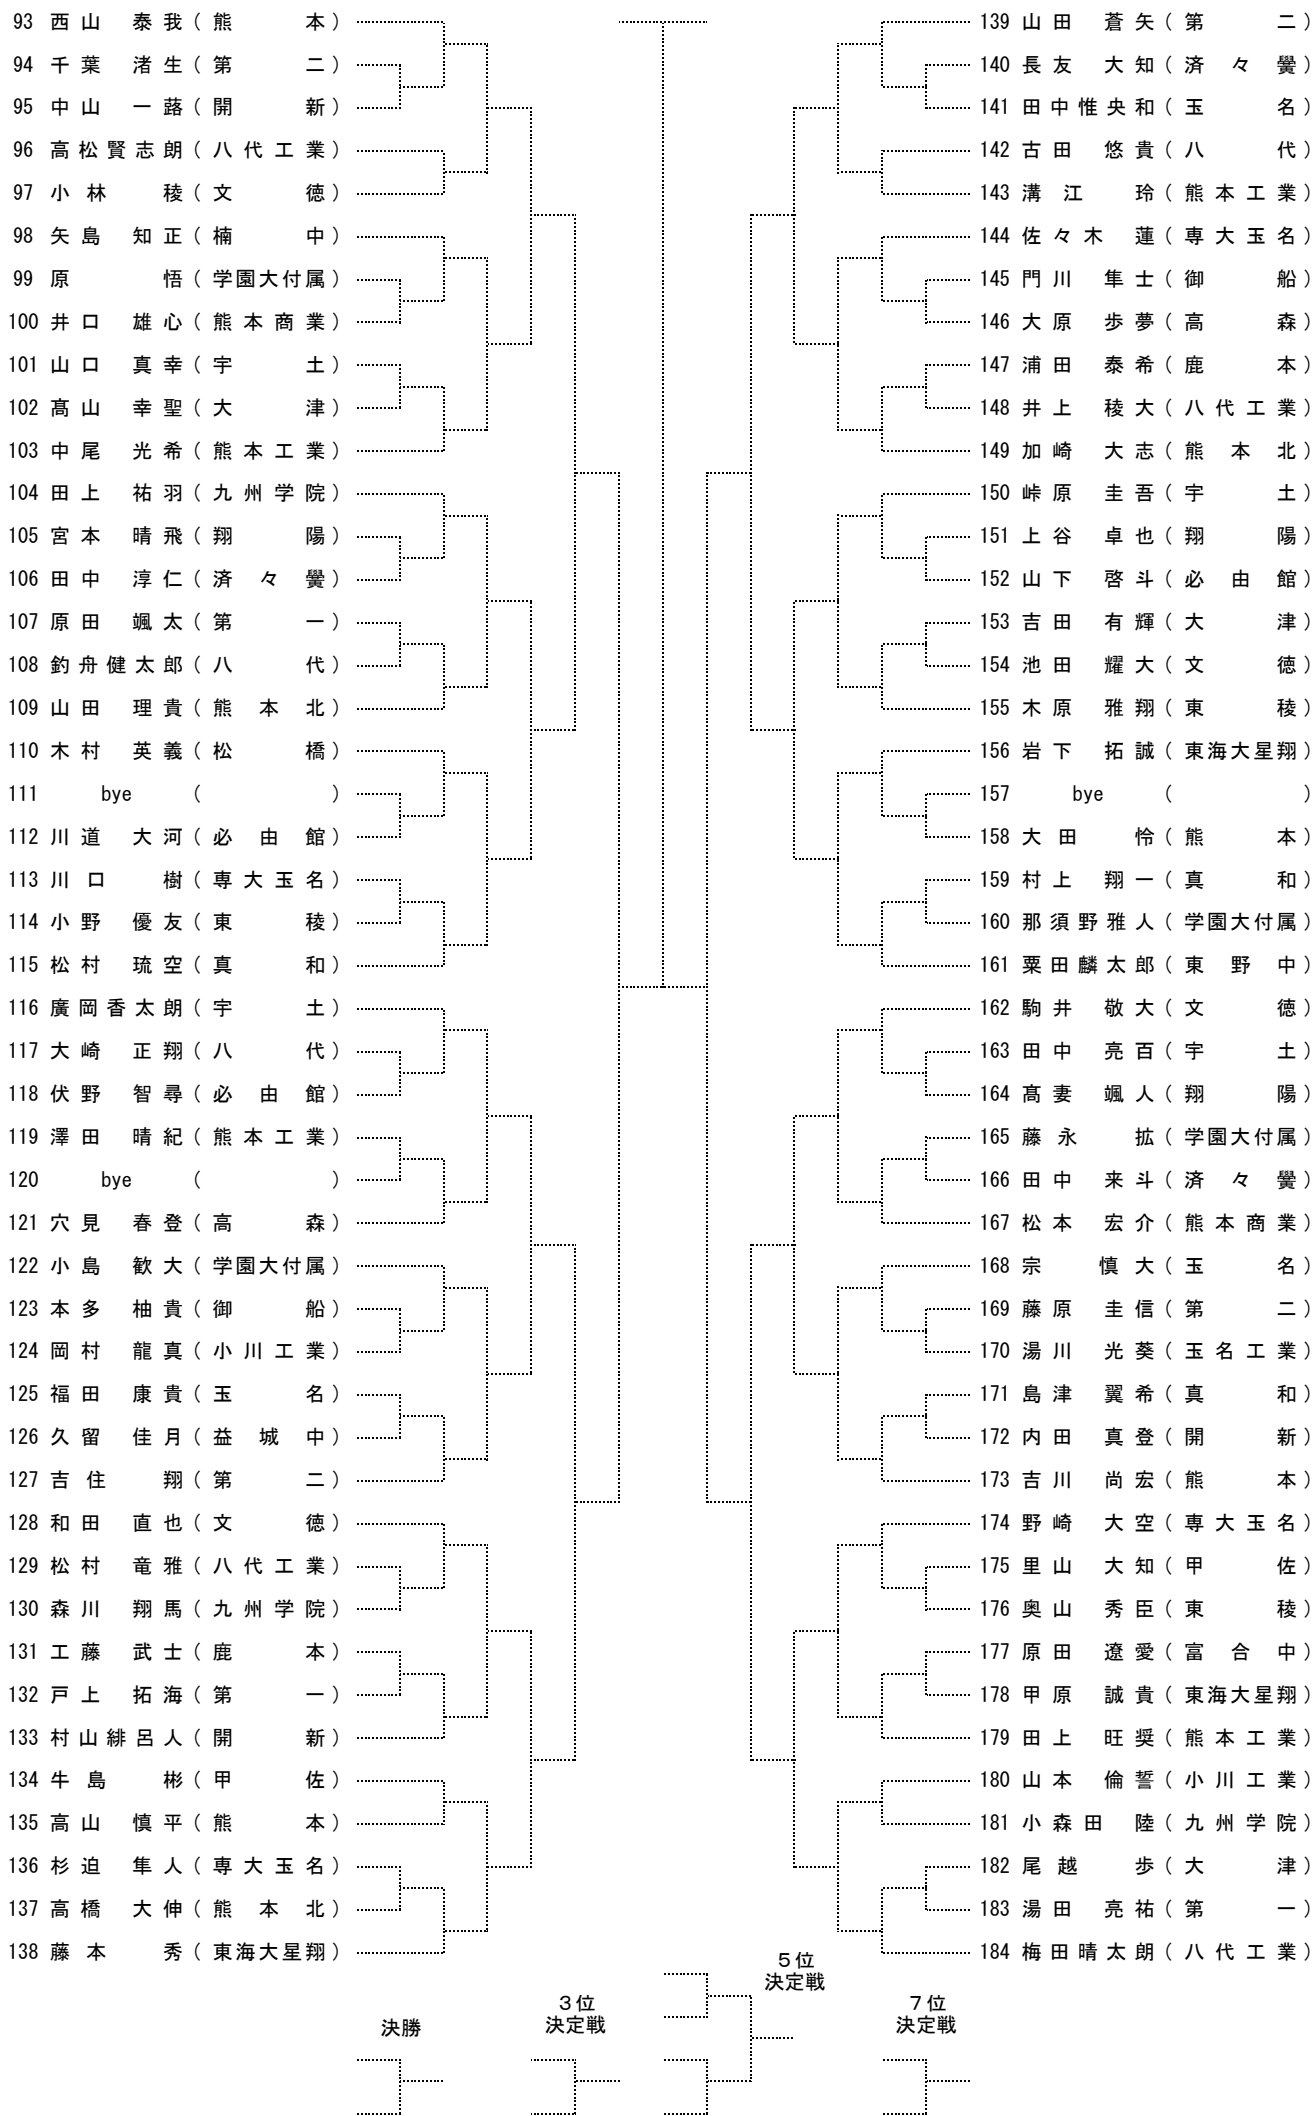 93 西山 泰我（熊本）
94 千葉 渚生（第二）
95 中山 一蕗（開新）
96 高松賢志朗（八代工業）
97 小林 稜（文徳）
98 矢島 知正（楠中）
99 原 悟（学園大付属）
100 井口 雄心（熊本商業）
101 山口 真幸（宇土）
102 髙山 幸聖（大津）
103 中尾 光希（熊本工業）
104 田上 祐羽（九州学院）
105 宮本 晴飛（翔陽）
106 田中 淳仁（済々黌）
107 原田 颯太（第一）
108 釣舟健太郎（八代）
109 山田 理貴（熊本北）
110 木村 英義（松橋）
111 bye（ ）
112 川道 大河（必由館）
113 川口 樹（専大玉名）
114 小野 優友（東稜）
115 松村 琉空（真和）
116 廣岡香太朗（宇土）
117 大崎 正翔（八代）
118 伏野 智尋（必由館）
119 澤田 晴紀（熊本工業）
120 bye（ ）
121 穴見 春登（高森）
122 小島 歓大（学園大付属）
123 本多 柚貴（御船）
124 岡村 龍真（小川工業）
125 福田 康貴（玉名）
126 久留 佳月（益城中）
127 吉住 翔（第二）
128 和田 直也（文徳）
129 松村 竜雅（八代工業）
130 森川 翔馬（九州学院）
131 工藤 武士（鹿本）
132 戸上 拓海（第一）
133 村山緋呂人（開新）
134 牛島 彬（甲佐）
135 高山 慎平（熊本）
136 杉迫 隼人（専大玉名）
137 高橋 大伸（熊本北）
138 藤本 秀（東海大星翔）
139 山田 蒼矢（第二）
140 長友 大知（済々黌）
141 田中惟央和（玉名）
142 古田 悠貴（八代）
143 溝江 玲（熊本工業）
144 佐々木 蓮（専大玉名）
145 門川 隼士（御船）
146 大原 歩夢（高森）
147 浦田 泰希（鹿本）
148 井上 稜大（八代工業）
149 加崎 大志（熊本北）
150 峠原 圭吾（宇土）
151 上谷 卓也（翔陽）
152 山下 啓斗（必由館）
153 吉田 有輝（大津）
154 池田 耀大（文徳）
155 木原 雅翔（東稜）
156 岩下 拓誠（東海大星翔）
157 bye（ ）
158 大田 怜（熊本）
159 村上 翔一（真和）
160 那須野雅人（学園大付属）
161 粟田麟太郎（東野中）
162 駒井 敬大（文徳）
163 田中 亮百（宇土）
164 髙妻 颯人（翔陽）
165 藤永 拡（学園大付属）
166 田中 来斗（済々黌）
167 松本 宏介（熊本商業）
168 宗 慎大（玉名）
169 藤原 圭信（第二）
170 湯川 光葵（玉名工業）
171 島津 翼希（真和）
172 内田 真登（開新）
173 吉川 尚宏（熊本）
174 野崎 大空（専大玉名）
175 里山 大知（甲佐）
176 奥山 秀臣（東稜）
177 原田 遼愛（富合中）
178 甲原 誠貴（東海大星翔）
179 田上 旺奨（熊本工業）
180 山本 倫誓（小川工業）
181 小森田 陸（九州学院）
182 尾越 歩（大津）
183 湯田 亮祐（第一）
184 梅田晴太朗（八代工業）
決勝
３位
決定戦
５位
決定戦
７位
決定戦